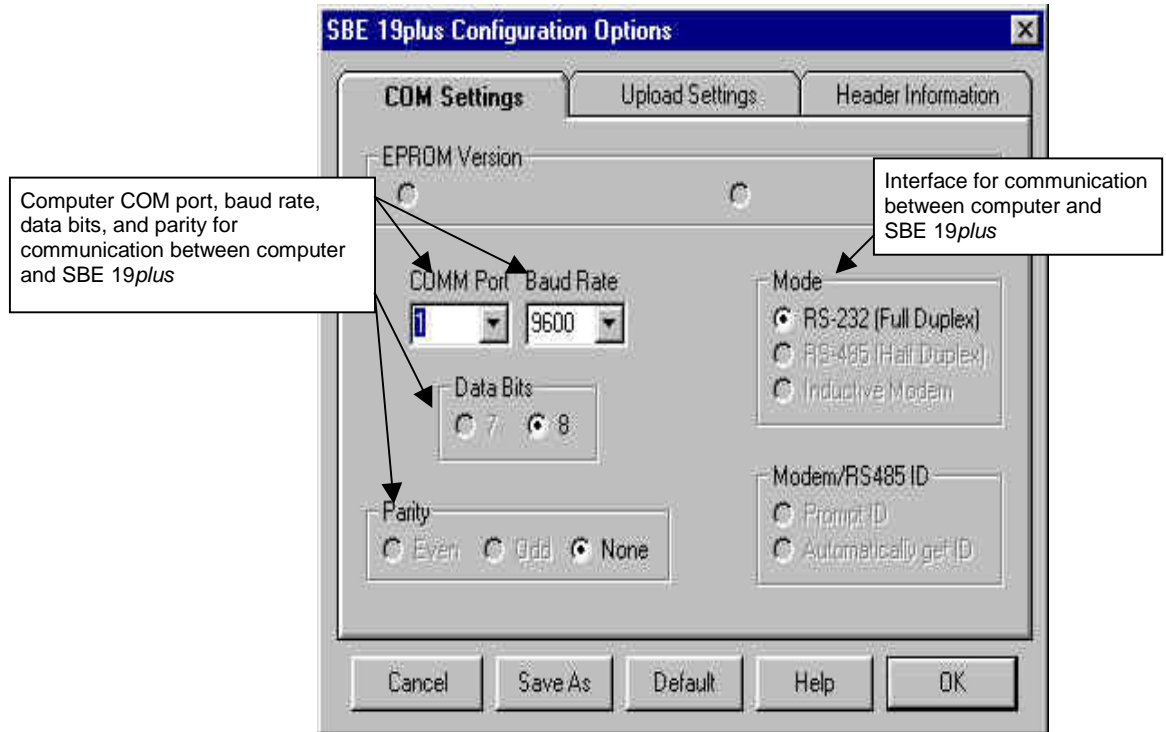 SBE 19plus Configuration Options
COM Settings
Upload Settings
Header Information
EPROM Version
Computer COM port, baud rate,
data bits, and parity for
communication between computer
and SBE 19plus
Interface for communication
between computer and
SBE 19plus
COMM Port
Baud Rate
1
9600
Mode
RS-232 (Full Duplex)
RS-485 (Half Duplex)
Inductive Modem
Data Bits
7
8
Modem/RS485 ID
Prompt ID
Automatically get ID
Parity
Even
Odd
None
Cancel
Save As
Default
Help
OK